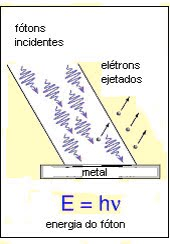 fótons
incidentes
elétrons
ejetados
metal
E = hν
energia do fóton